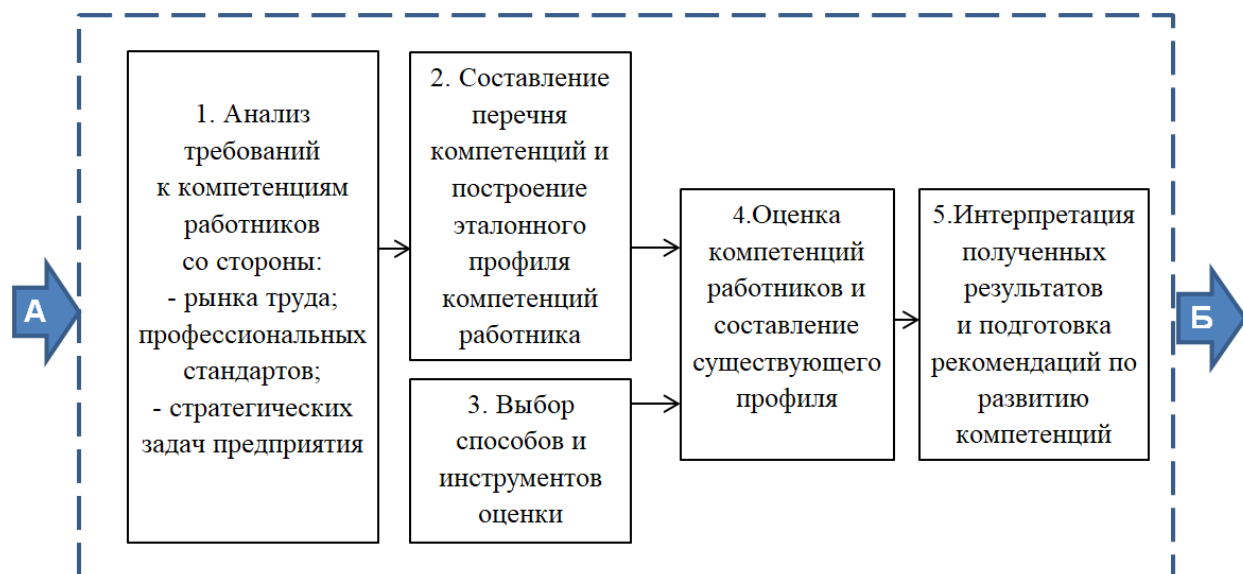 А
1. Анализ
требований
к компетенциям
работников
со стороны:
- рынка труда;
профессиональных
стандартов;
- стратегических
задач предприятия
2. Составление
перечня
компетенций и
построение
эталонного
профиля
компетенций
работника
3. Выбор
способов и
инструментов
оценки
4.Оценка
компетенций
работников и
составление
существующего
профиля
5.Интерпретация
полученных
результатов
и подготовка
рекомендаций по
развитию
компетенций
Б